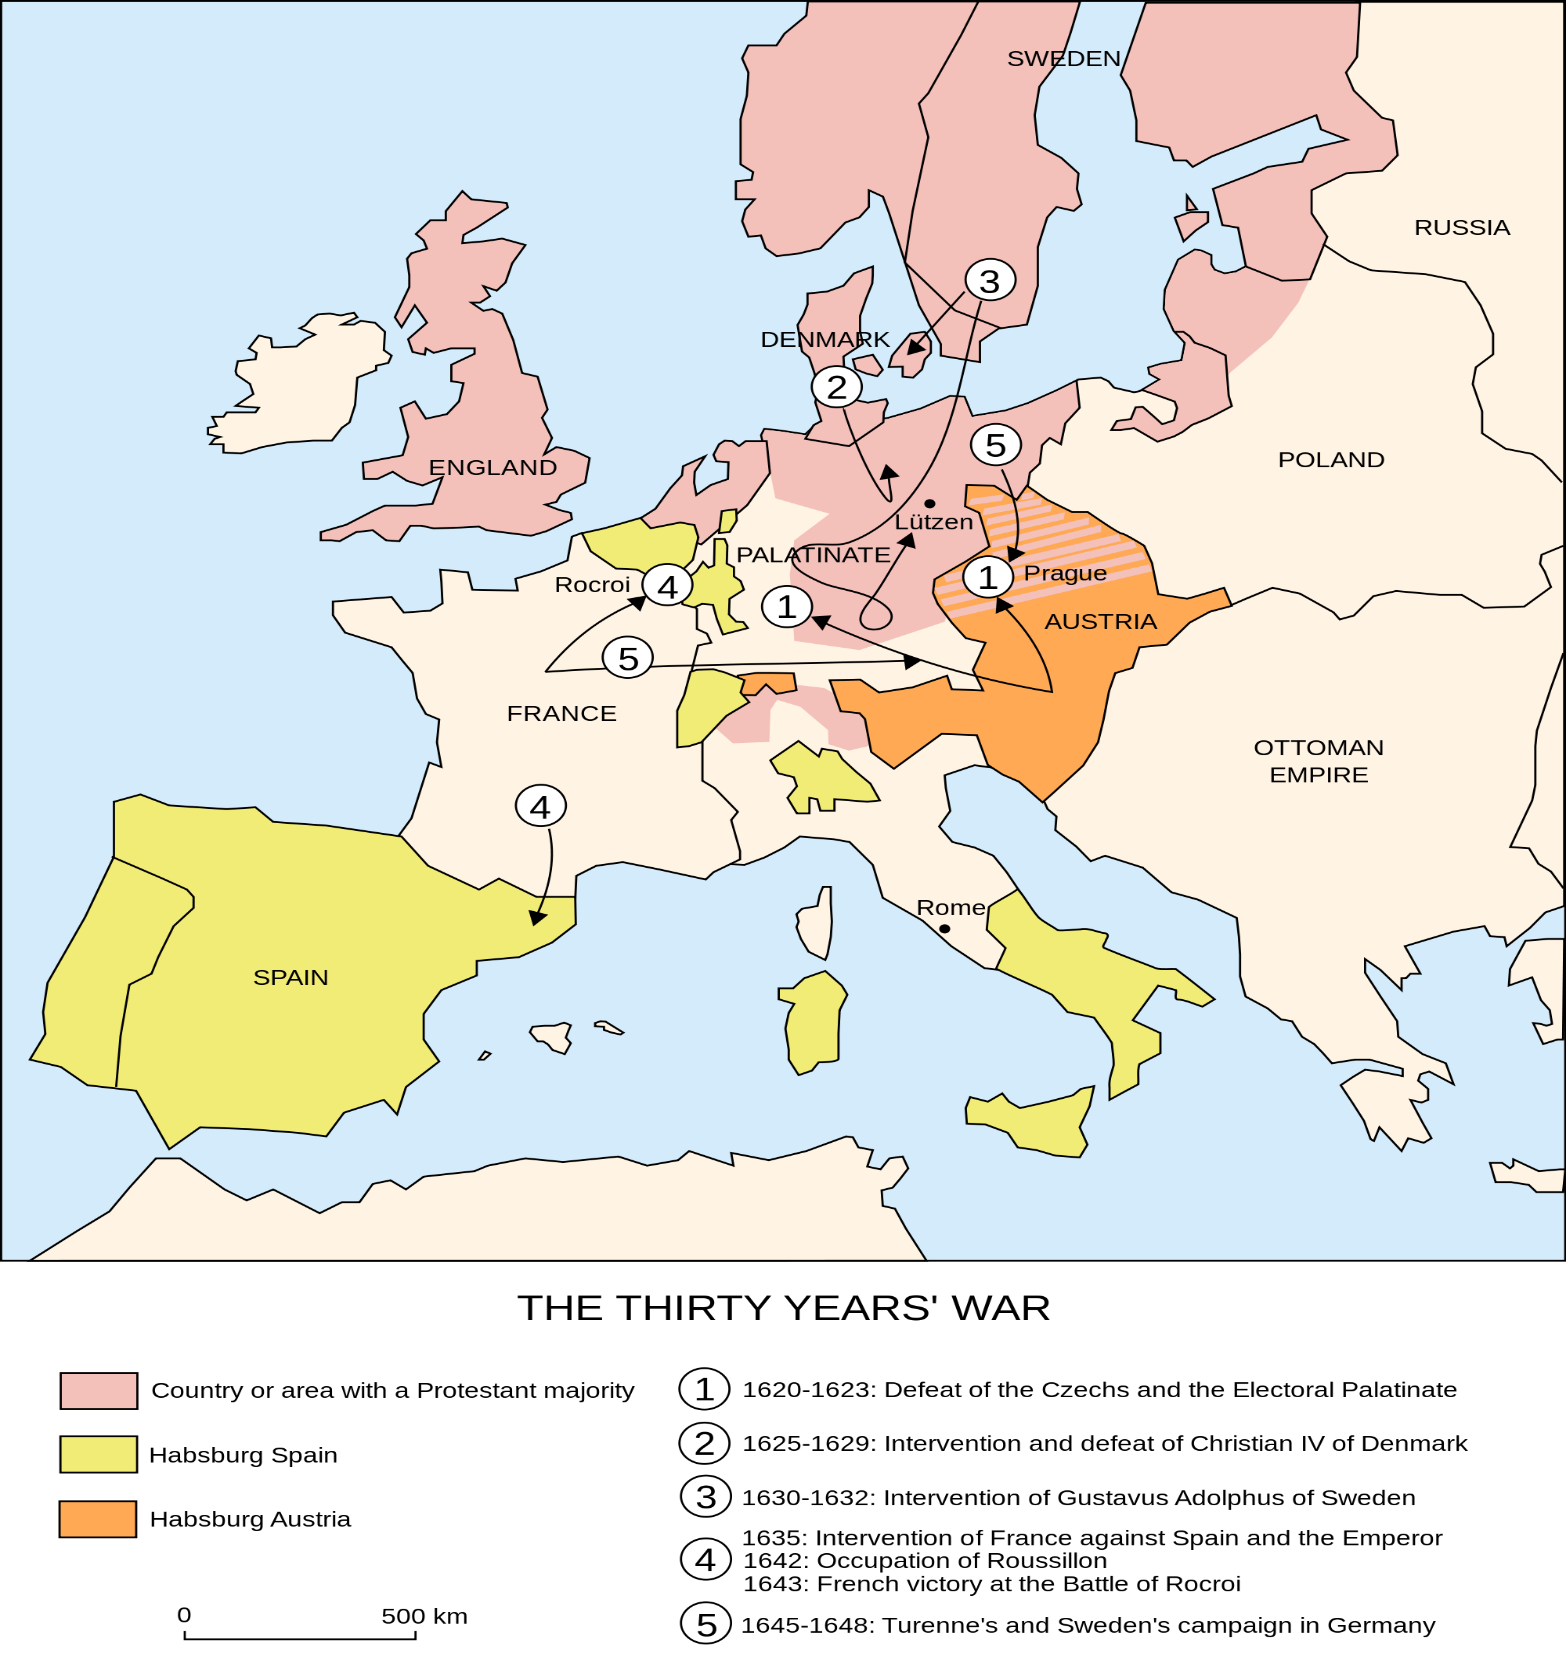 SWEDEN
RUSSIA
3
DENMARK
2
5
ENGLAND
POLAND
Lützen
PALATINATE
Rocroi
4
1
Prague
1
AUSTRIA
5
FRANCE
OTTOMAN
EMPIRE
4
Rome
SPAIN
THE THIRTY YEARS' WAR
Country or area with a Protestant majority
Habsburg Spain
Habsburg Austria
0 500 km
1 1620-1623: Defeat of the Czechs and the Electoral Palatinate
2 1625-1629: Intervention and defeat of Christian IV of Denmark
3 1630-1632: Intervention of Gustavus Adolphus of Sweden
1635: Intervention of France against Spain and the Emperor
4 1642: Occupation of Roussillon
1643: French victory at the Battle of Rocroi
5 1645-1648: Turenne's and Sweden's campaign in Germany